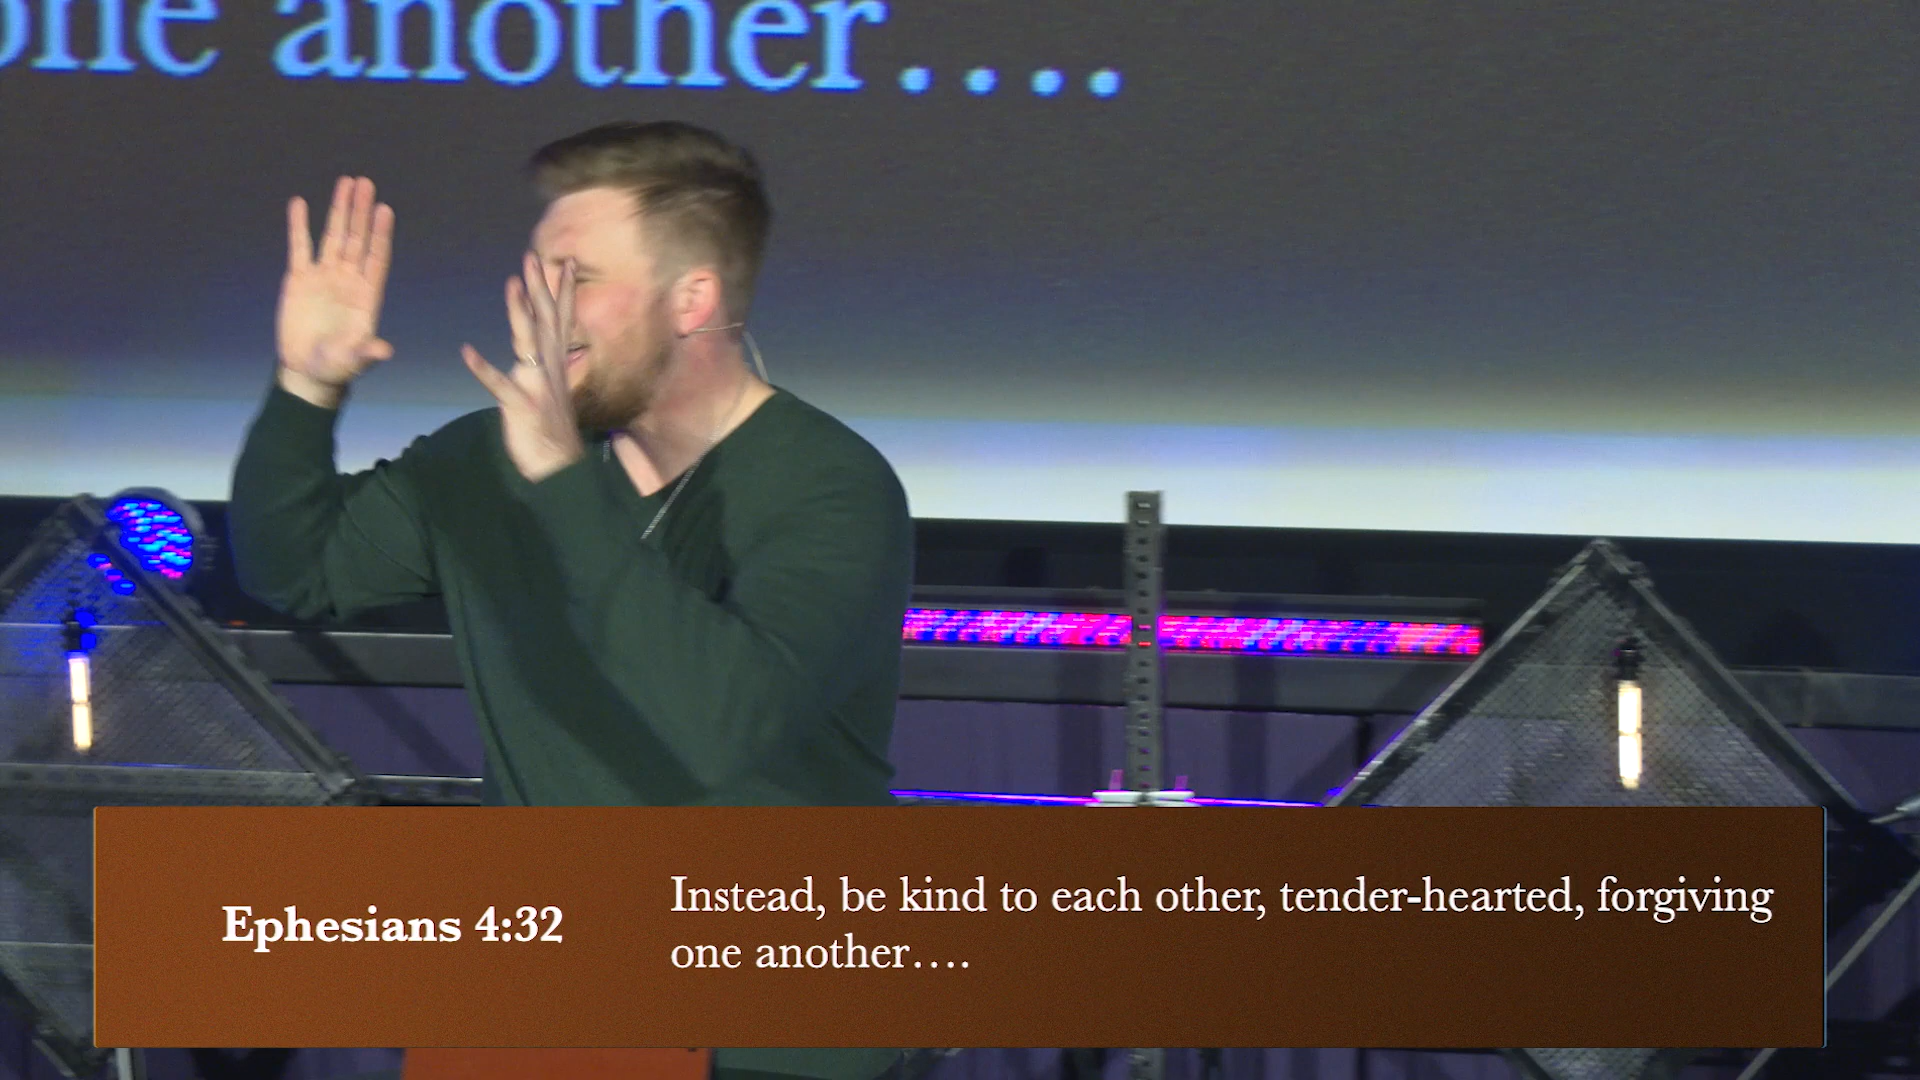 one another....
Ephesians 4:32
Instead, be kind to each other, tender-hearted, forgiving
one another....